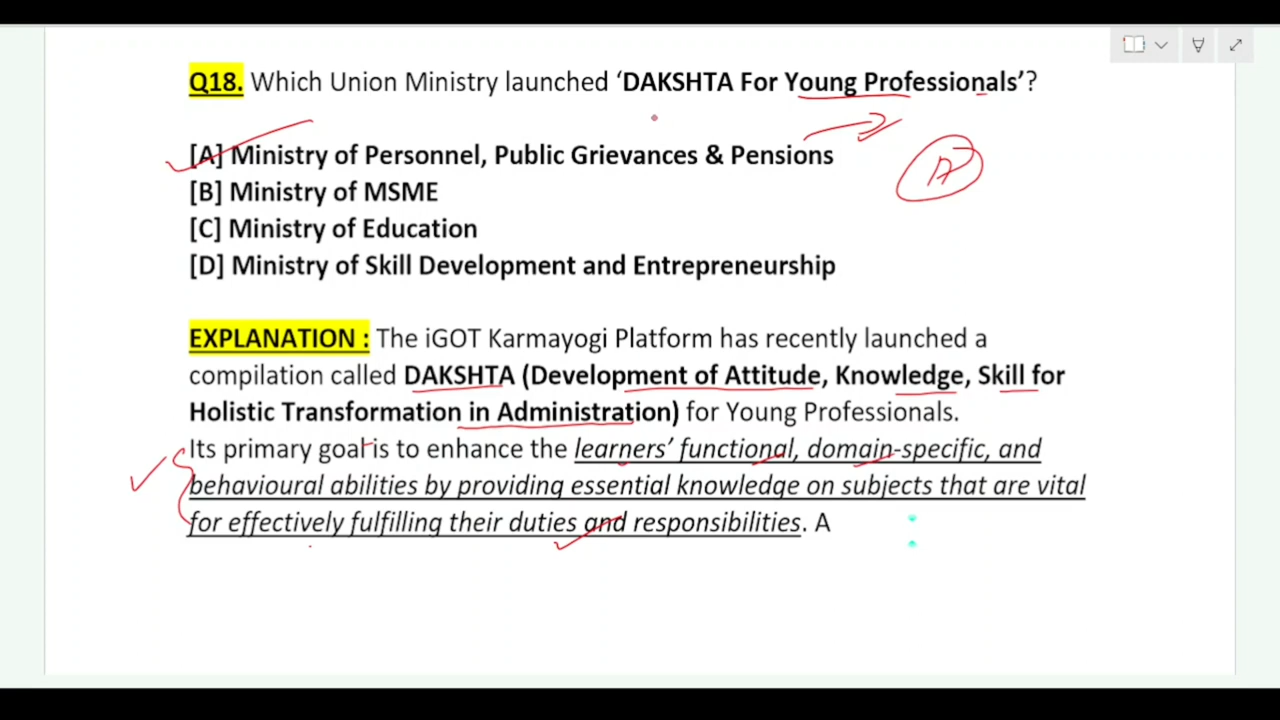 Q18. Which Union Ministry launched ‘DAKSHTA For Young Professionals’?
[A] Ministry of Personnel, Public Grievances & Pensions
A
[B] Ministry of MSME
[C] Ministry of Education
[D] Ministry of Skill Development and Entrepreneurship
EXPLANATION : The iGOT Karmayogi Platform has recently launched a
compilation called DAKSHTA (Development of Attitude, Knowledge, Skill for
Holistic Transformation in Administration) for Young Professionals.
Its primary goal is to enhance the learners’ functional, domain-specific, and
behavioural abilities by providing essential knowledge on subjects that are vital
for effectively fulfilling their duties and responsibilities. A